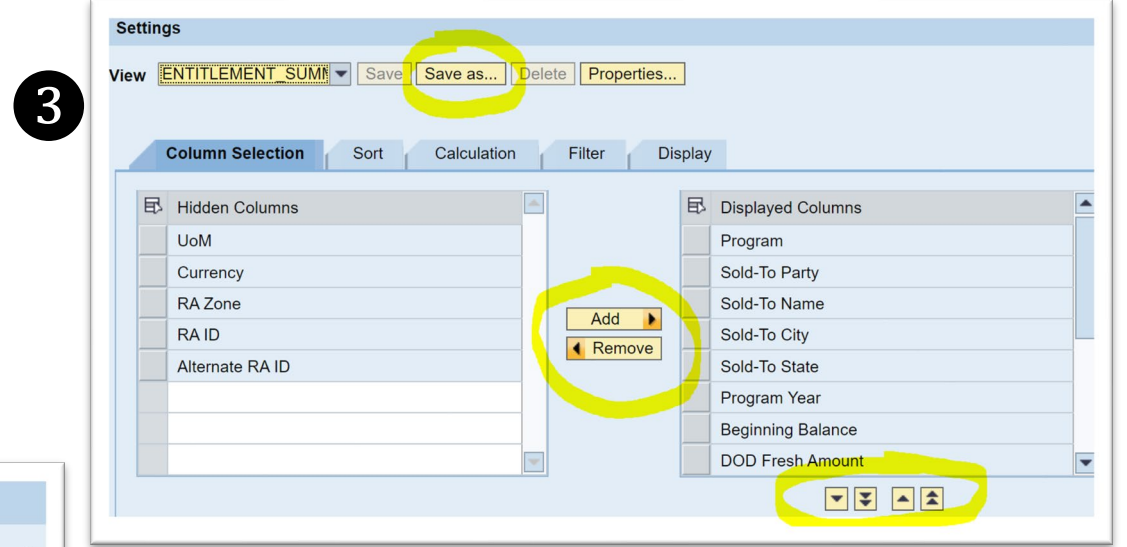 Settings
3
View ENTITLEMENT_SUMM Save Save as... Delete Properties...
Column Selection Sort Calculation Filter Display
Hidden Columns
UoM
Currency
RA Zone
RA ID
Alternate RA ID
Add
Remove
Displayed Columns
Program
Sold-To Party
Sold-To Name
Sold-To City
Sold-To State
Program Year
Beginning Balance
DOD Fresh Amount